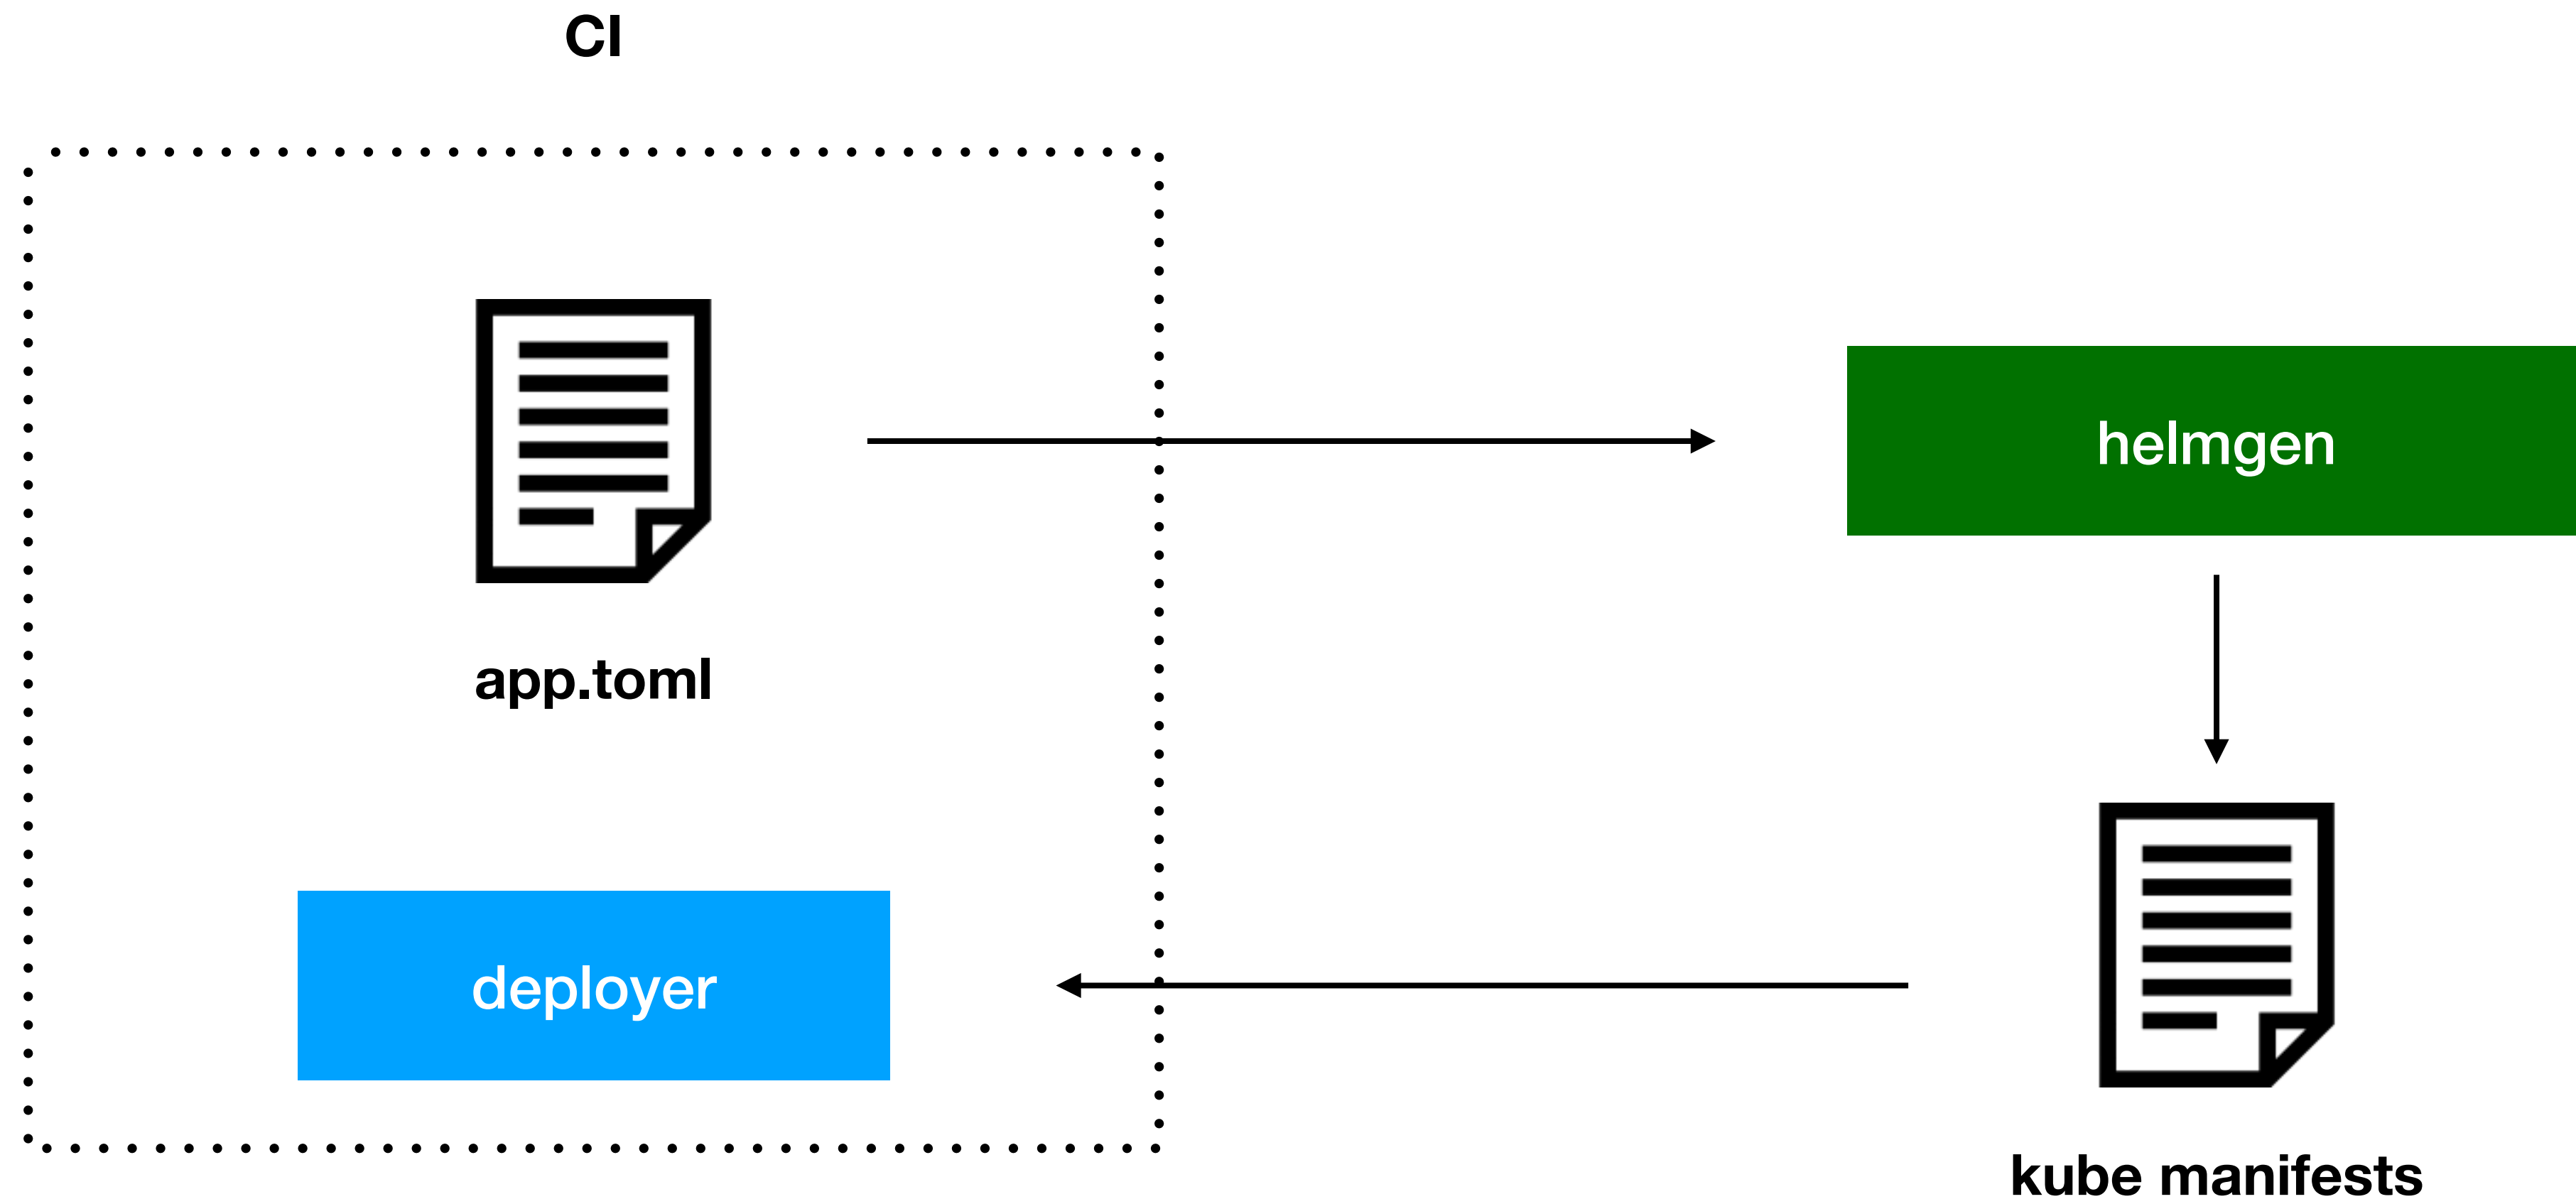 CI
app.toml
helmgen
deployer
kube manifests